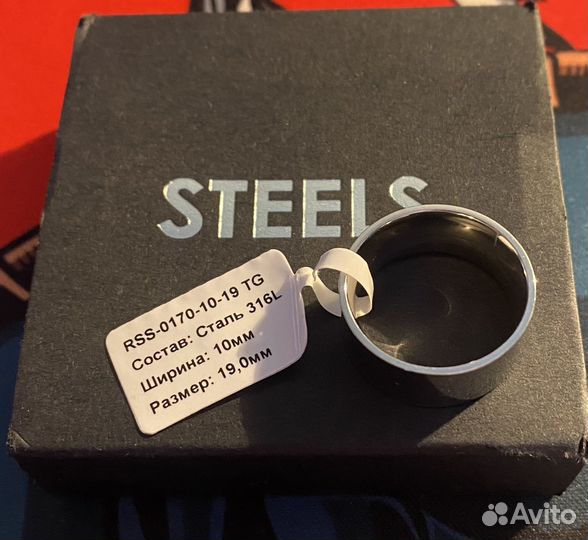 STEELS
RSS-0170-10-19 TG
Состав: Сталь 316L
Ширина: 10мм
Размер: 19,0мм
Avito